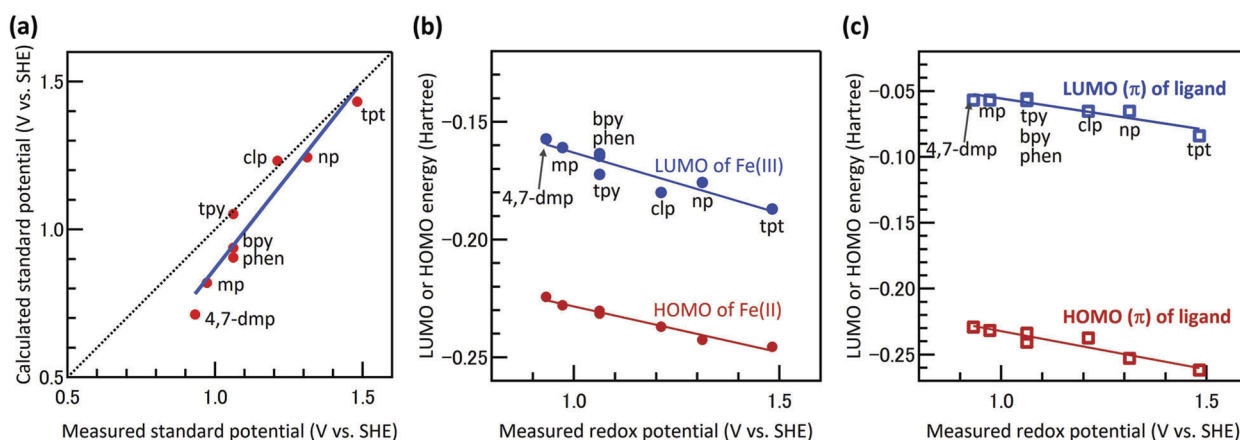 (a)
Calculated standard potential (V vs. SHE)
1.5
1.0
0.5
0.5
1.0
1.5
Measured standard potential (V vs. SHE)
tpt
clp
np
tpy
bpy
phen
mp
4,7-dmp
(b)
LUMO or HOMO energy (Hartree)
−0.15
−0.20
−0.25
1.0
1.5
Measured redox potential (V vs. SHE)
bpy
phen
LUMO of Fe(III)
mp
4,7-dmp
tpy
clp
np
tpt
HOMO of Fe(II)
(c)
LUMO or HOMO energy (Hartree)
−0.05
−0.10
−0.15
−0.20
−0.25
1.0
1.5
Measured redox potential (V vs. SHE)
LUMO (π) of ligand
mp
4,7-dmp
tpy
bpy
phen
clp
np
tpt
HOMO (π) of ligand